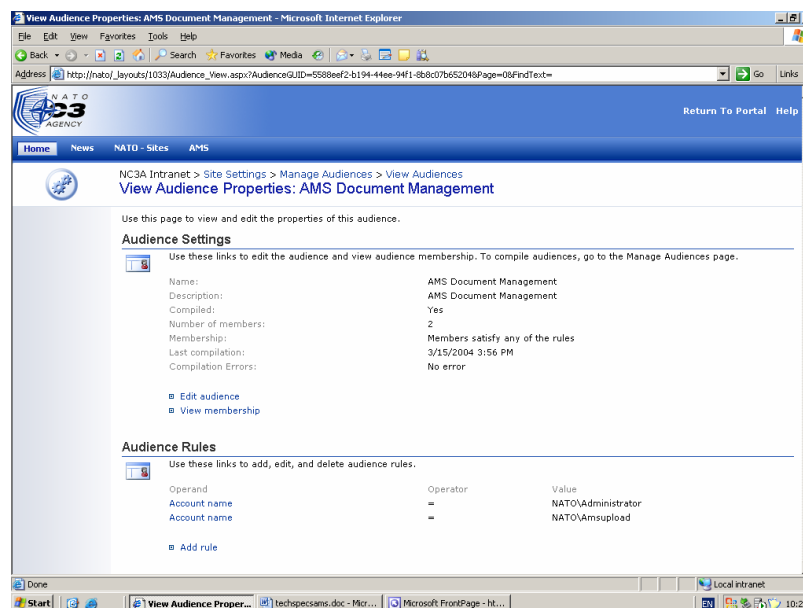 View Audience Properties: AMS Document Management - Microsoft Internet Explorer
File Edit View Favorites Tools Help
Back Search Favorites Media
Address http://nato/_layouts/1033/Audience_View.aspx?AudienceGUID=5588eef2-b194-44ee-94f1-8b8c07b65204&Page=0&FindText= Go Links
NATO
C3
AGENCY
Return To Portal Help
Home News NATO - Sites AMS
NC3A Intranet > Site Settings > Manage Audiences > View Audiences
View Audience Properties: AMS Document Management
Use this page to view and edit the properties of this audience.
Audience Settings
Use these links to edit the audience and view audience membership. To compile audiences, go to the Manage Audiences page.
Name: AMS Document Management
Description: AMS Document Management
Compiled: Yes
Number of members: 2
Membership: Members satisfy any of the rules
Last compilation: 3/15/2004 3:56 PM
Compilation Errors: No error
Edit audience
View membership
Audience Rules
Use these links to add, edit, and delete audience rules.
Operand Operator Value
Account name = NATO\Administrator
Account name = NATO\Amsupload
Add rule
Done Local intranet
Start View Audience Proper... techspecsams.doc - Micr... Microsoft FrontPage - ht... EN 10:2